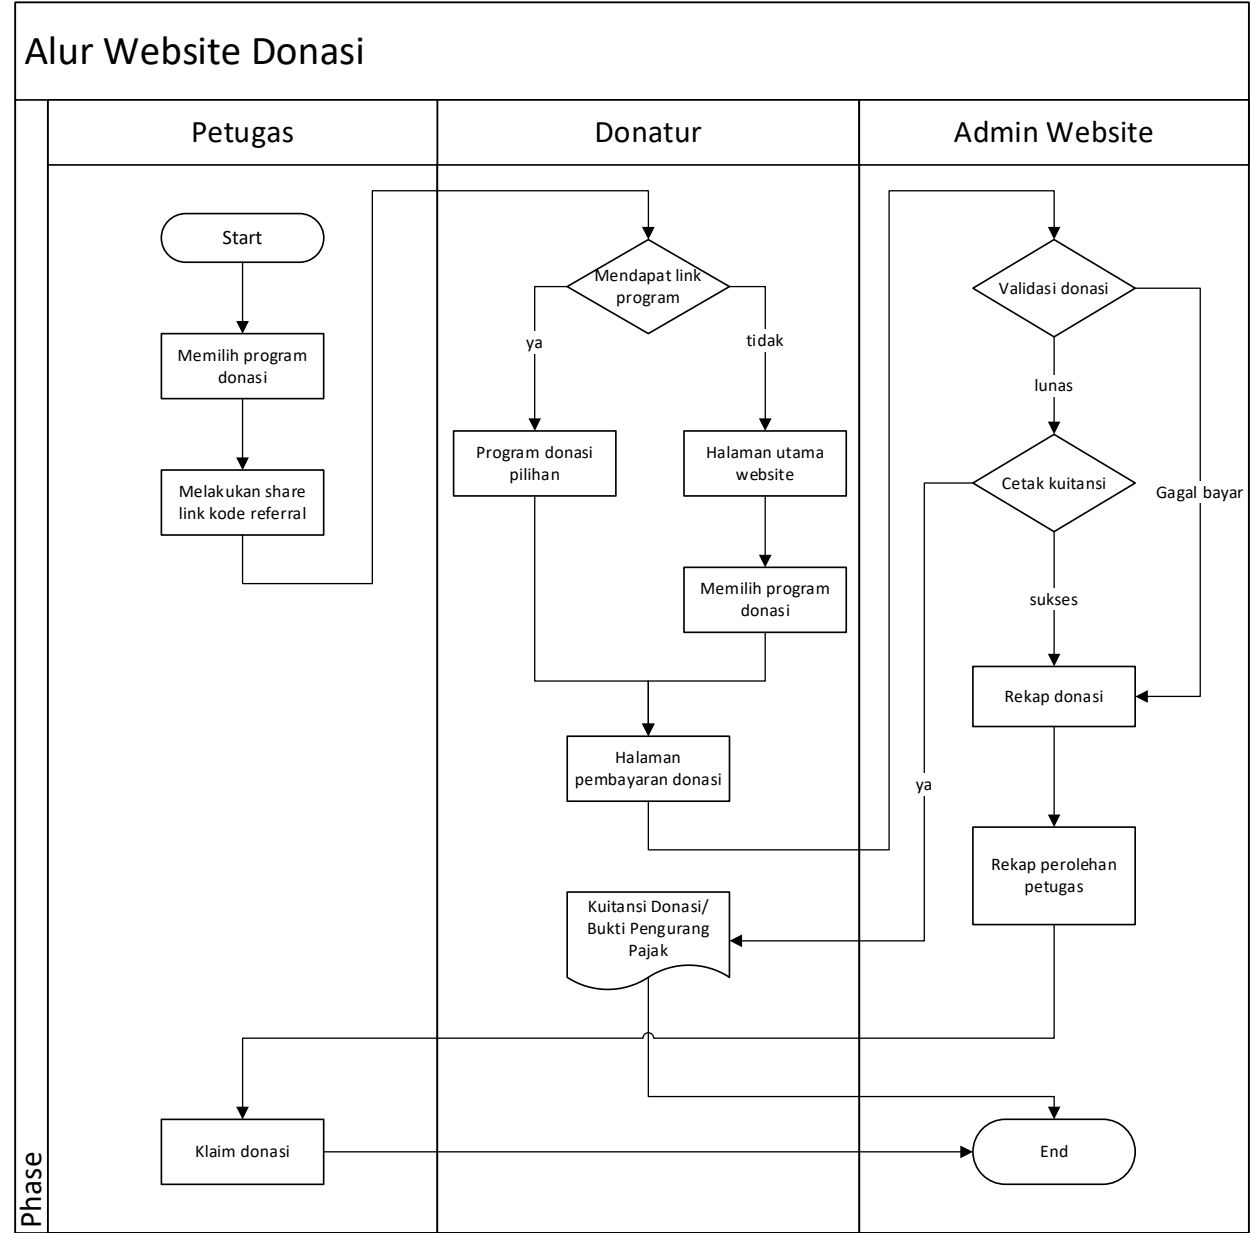 Alur Website Donasi
Phase
Petugas
Donatur
Admin Website
Start
Memilih program
donasi
Melakukan share
link kode referral
Mendapat link
program
ya
tidak
Program donasi
pilihan
Halaman utama
website
Memilih program
donasi
Halaman
pembayaran donasi
Kuitansi Donasi/
Bukti Pengurang
Pajak
Validasi donasi
lunas
Gagal bayar
Cetak kuitansi
sukses
ya
Rekap donasi
Rekap perolehan
petugas
Klaim donasi
End